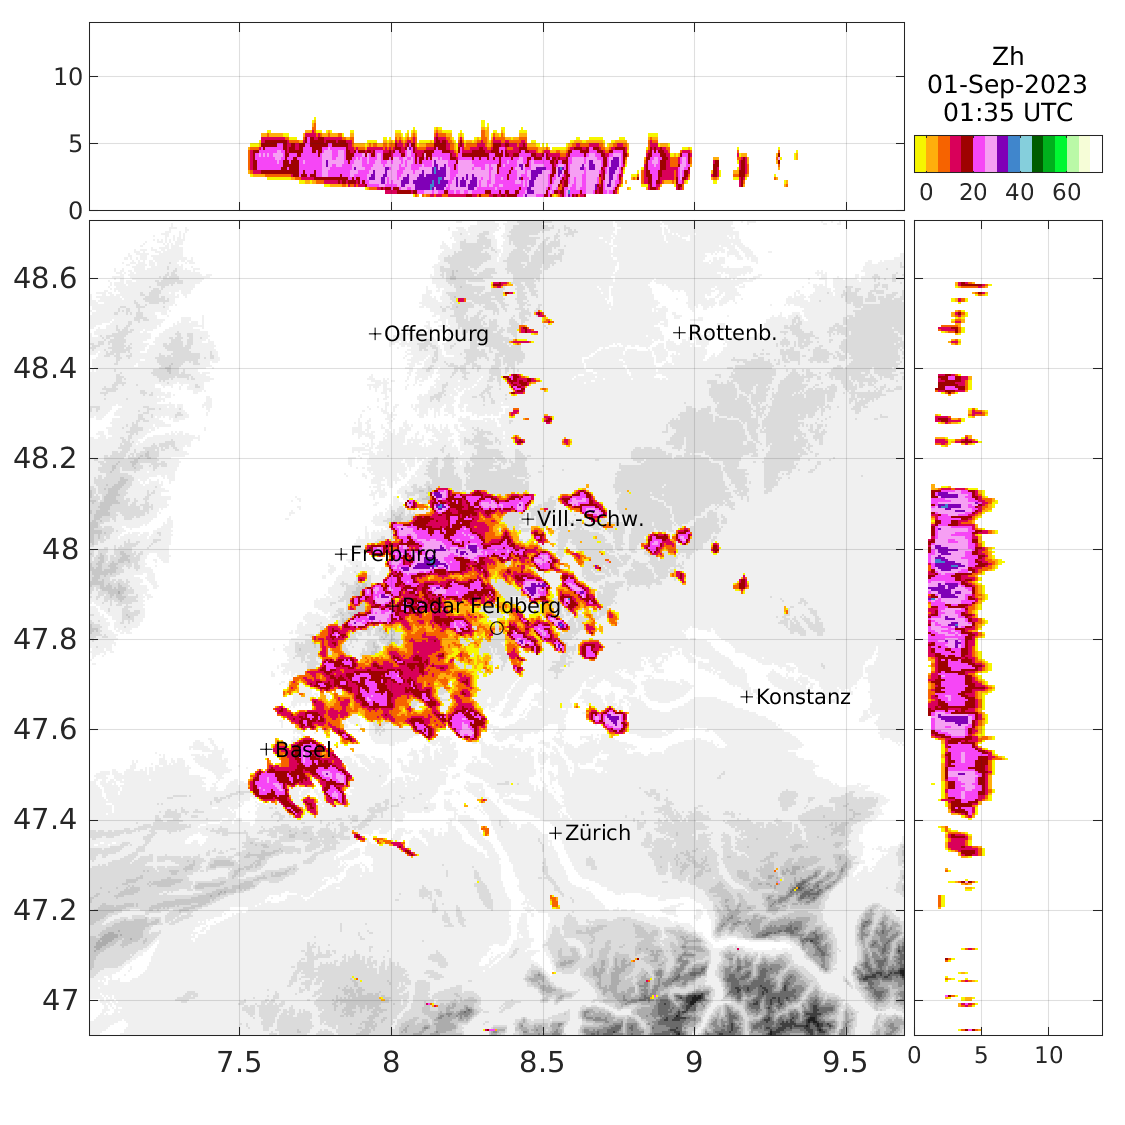 10
5
0
Zh
01-Sep-2023
01:35 UTC
0 20 40 60
48.6
48.4
48.2
48
47.8
47.6
47.4
47.2
47
+Offenburg
+Rottenb.
+Vill.-Schw.
+Freiburg
+Radar Feldberg
+Konstanz
+Basel
+Zürich
7.5 8 8.5 9 9.5
0 5 10